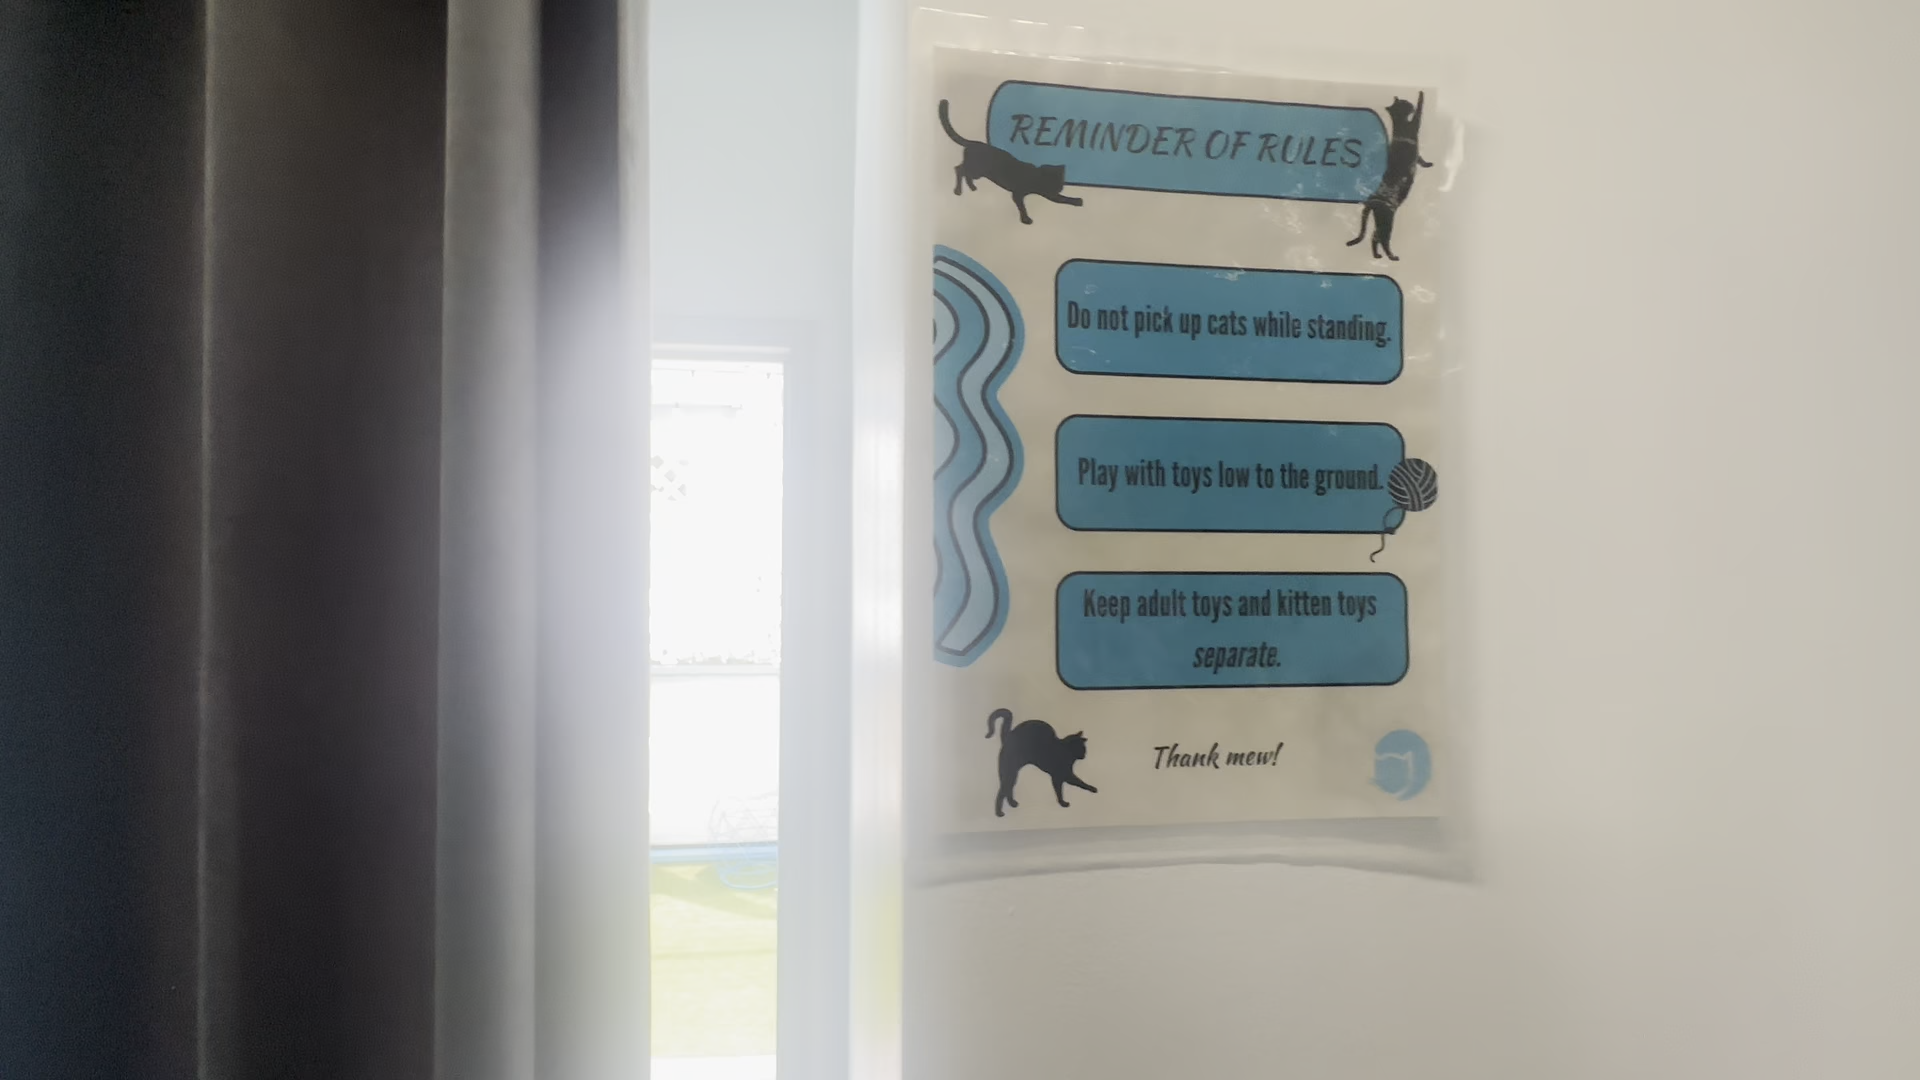 REMINDER OF RULES
Do not pick up cats while standing.
Play with toys low to the ground.
Keep adult toys and kitten toys
separate.
Thank mew!